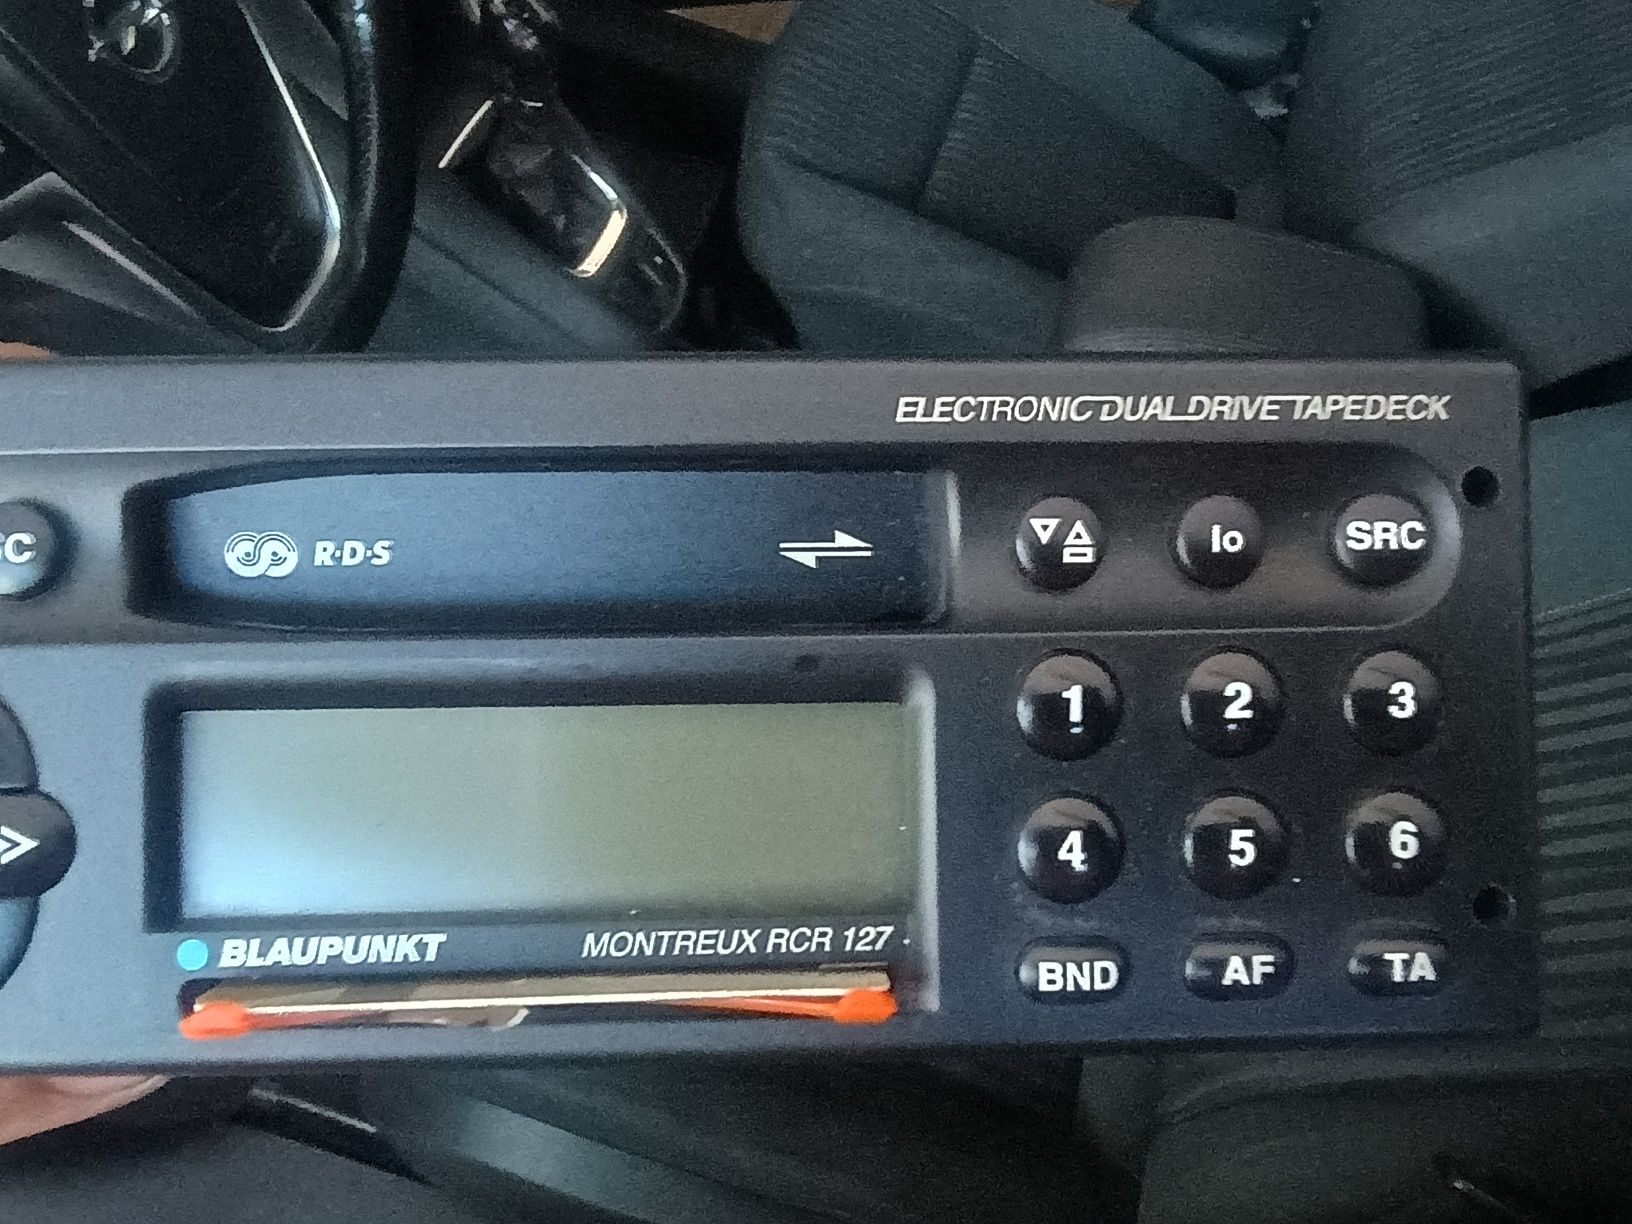 ELECTRONIC DUAL DRIVE TAPEDECK
R·D·S
lo
SRC
1
2
3
4
5
6
BLAUPUNKT
MONTREUX RCR 127
BND
AF
TA